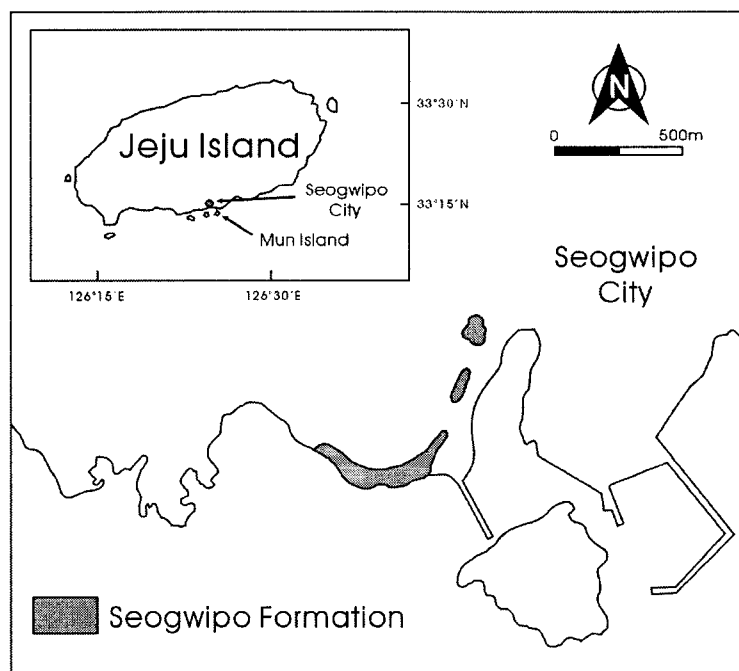 Jeju Island
Seogwipo
City
Mun Island
33°30′N
33°15′N
126°15′E
126°30′E
N
0 500m
Seogwipo
City
Seogwipo Formation